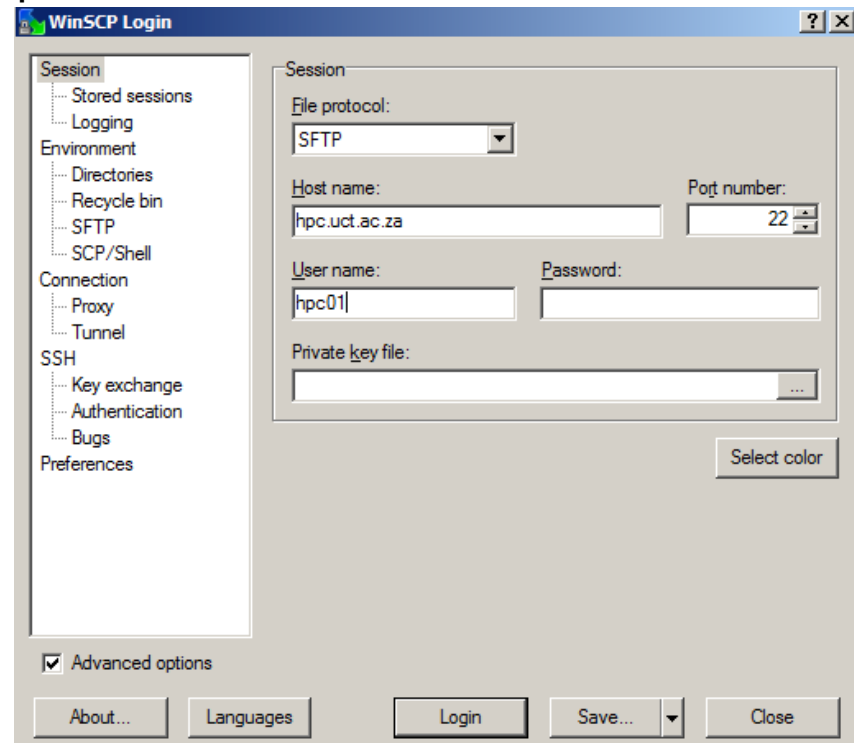 WinSCP Login
Session
Stored sessions
Logging
Environment
Directories
Recycle bin
SFTP
SCP/Shell
Connection
Proxy
Tunnel
SSH
Key exchange
Authentication
Bugs
Preferences
Session
File protocol:
SFTP
Host name: Port number:
hpc.uct.ac.za 22
User name: Password:
hpc01
Private key file:
...
Select color
Advanced options
About... Languages Login Save... Close